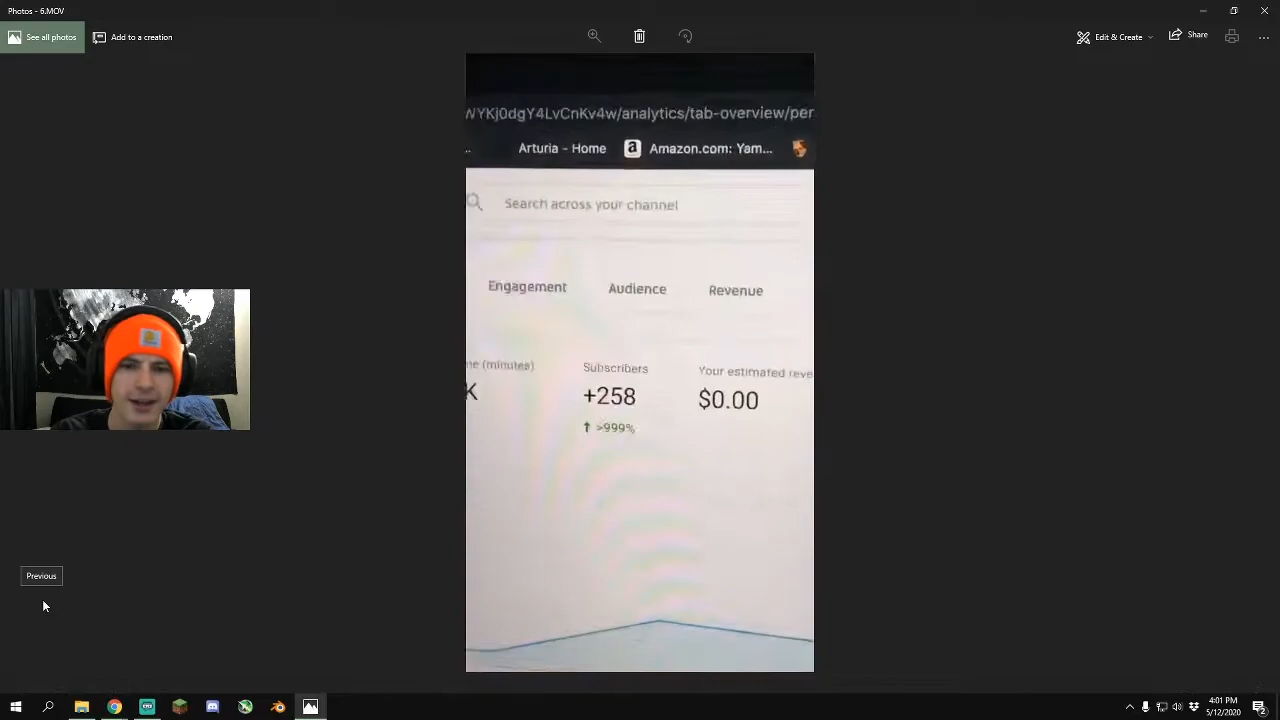 Photos - 6.MOV
See all photos
Add to a creation
Edit & Create
Share
WYKj0dgY4LvCnKv4w/analytics/tab-overview/per
..
Arturia - Home
a
Amazon.com: Yam...
Search across your channel
Engagement
Audience
Revenue
me (minutes)
Subscribers
Your estimated reve
K
+258
$0.00
>999%
Previous
4:01 PM
5/12/2020